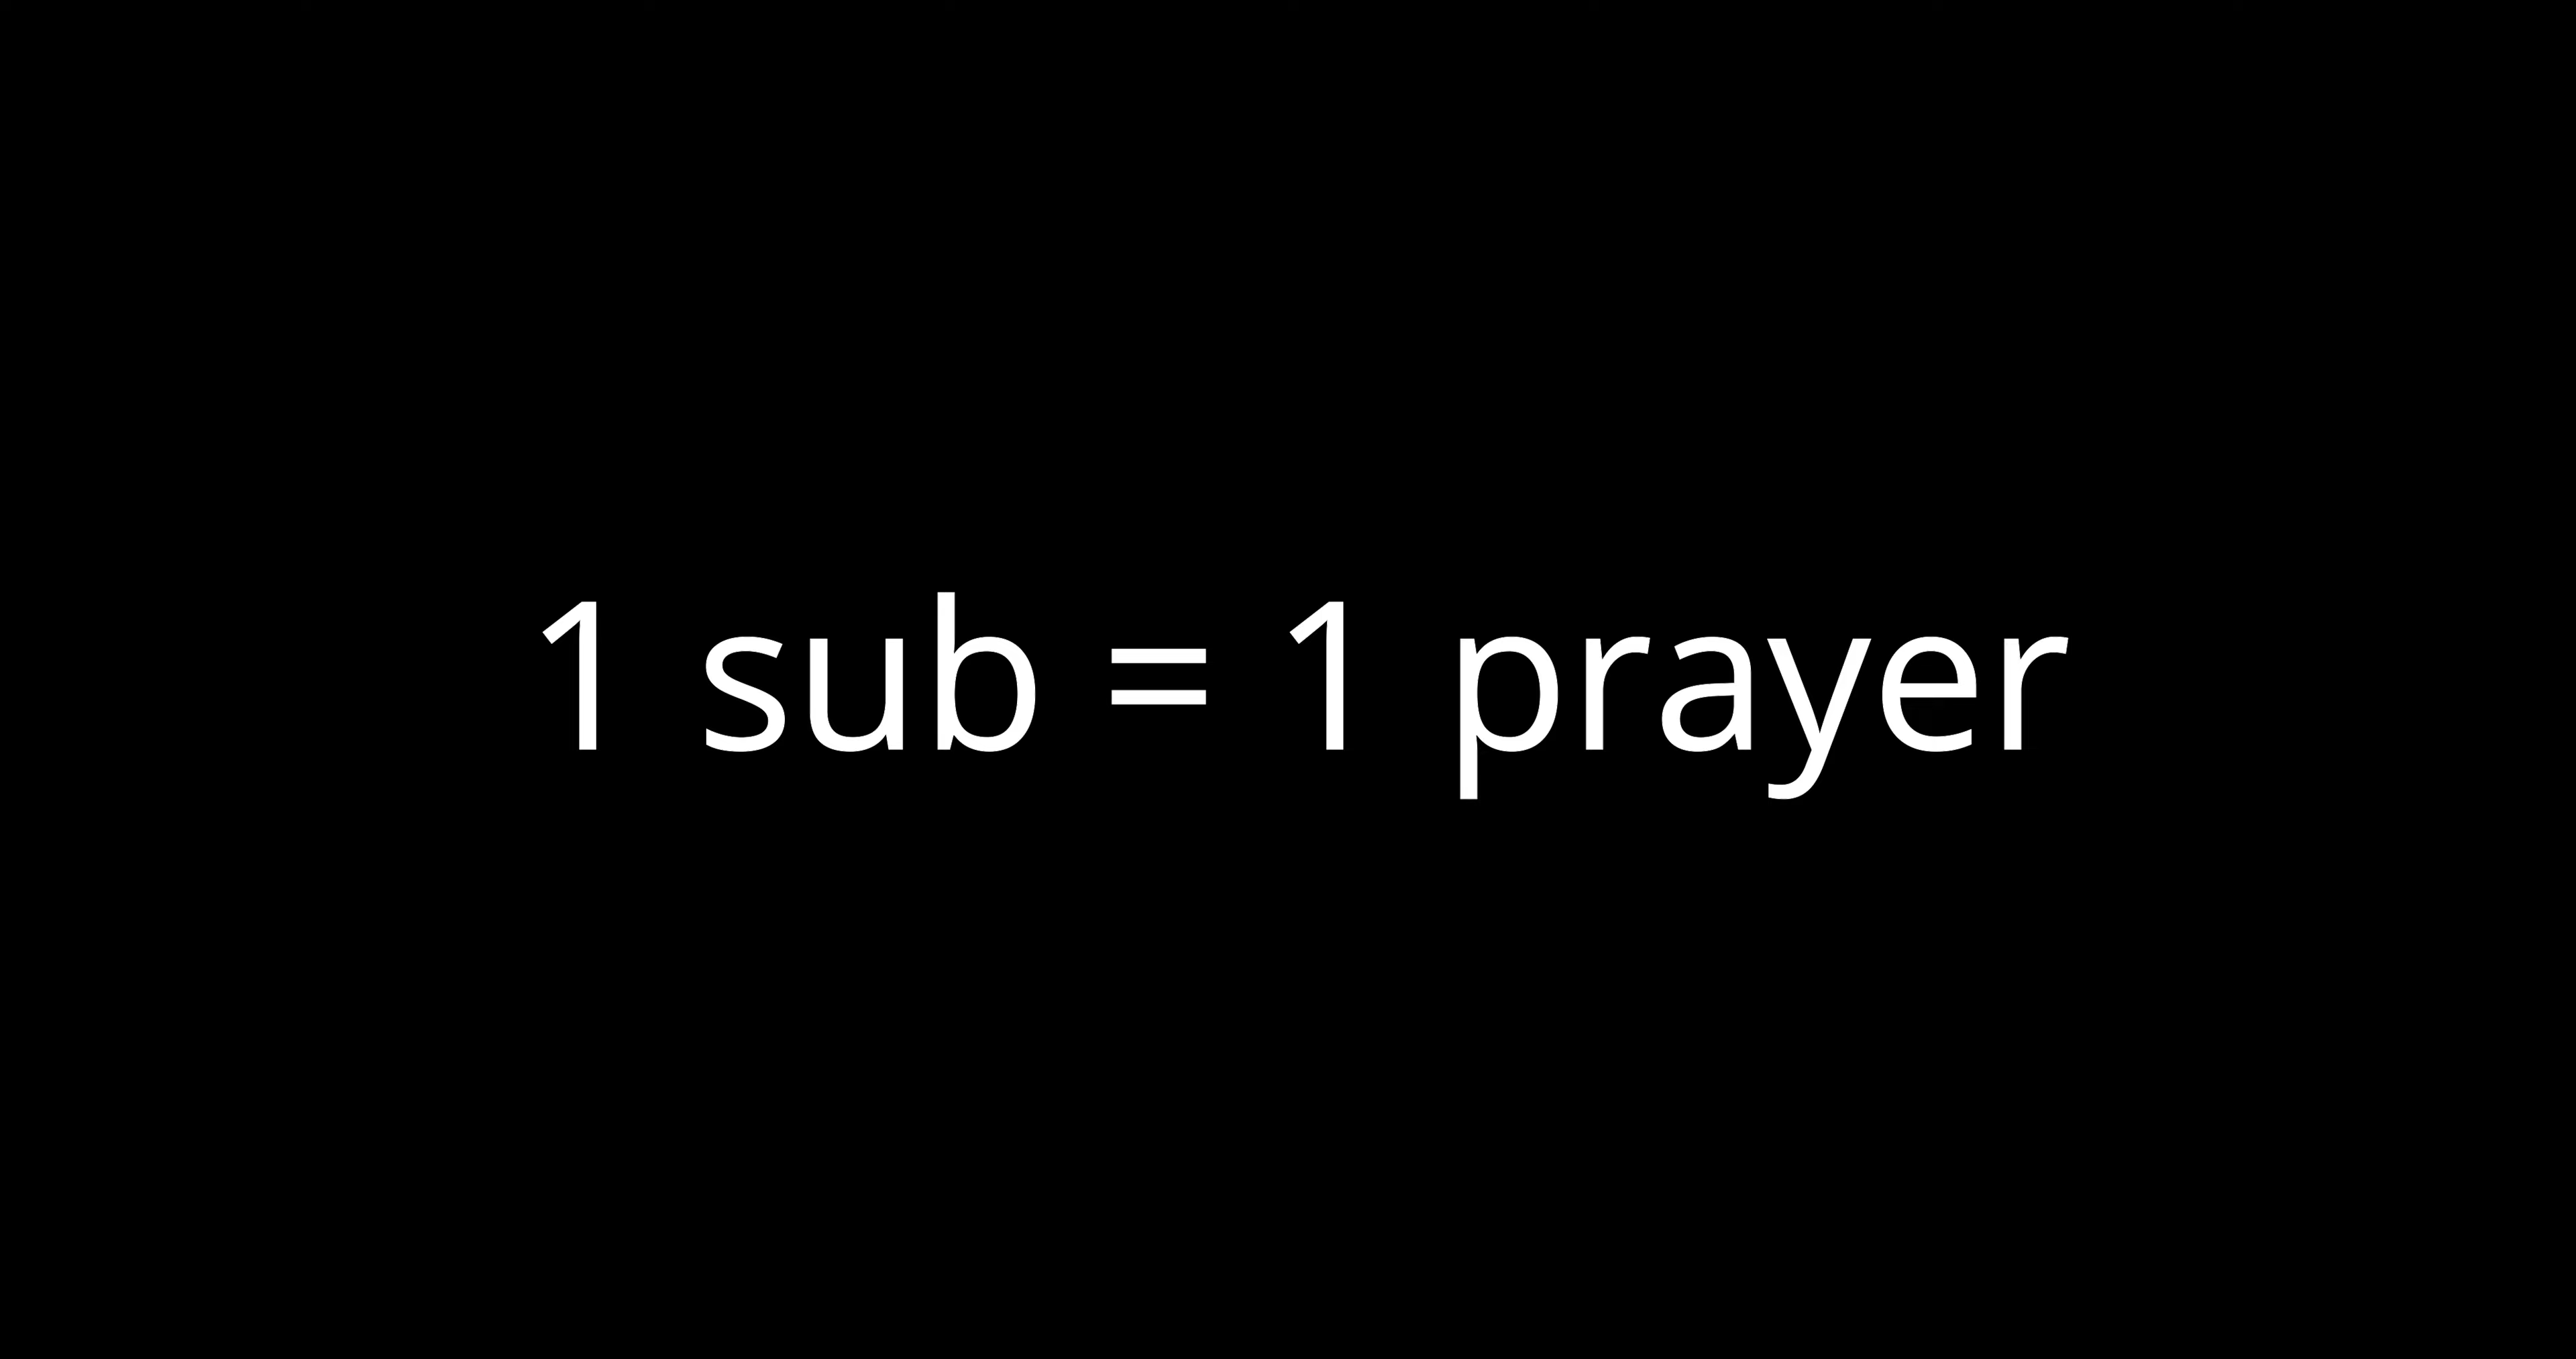 1 sub = 1 prayer